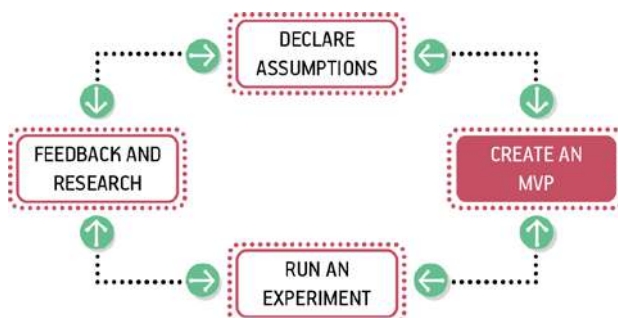 DECLARE
ASSUMPTIONS
FEEDBACK AND
RESEARCH
CREATE AN
MVP
RUN AN
EXPERIMENT